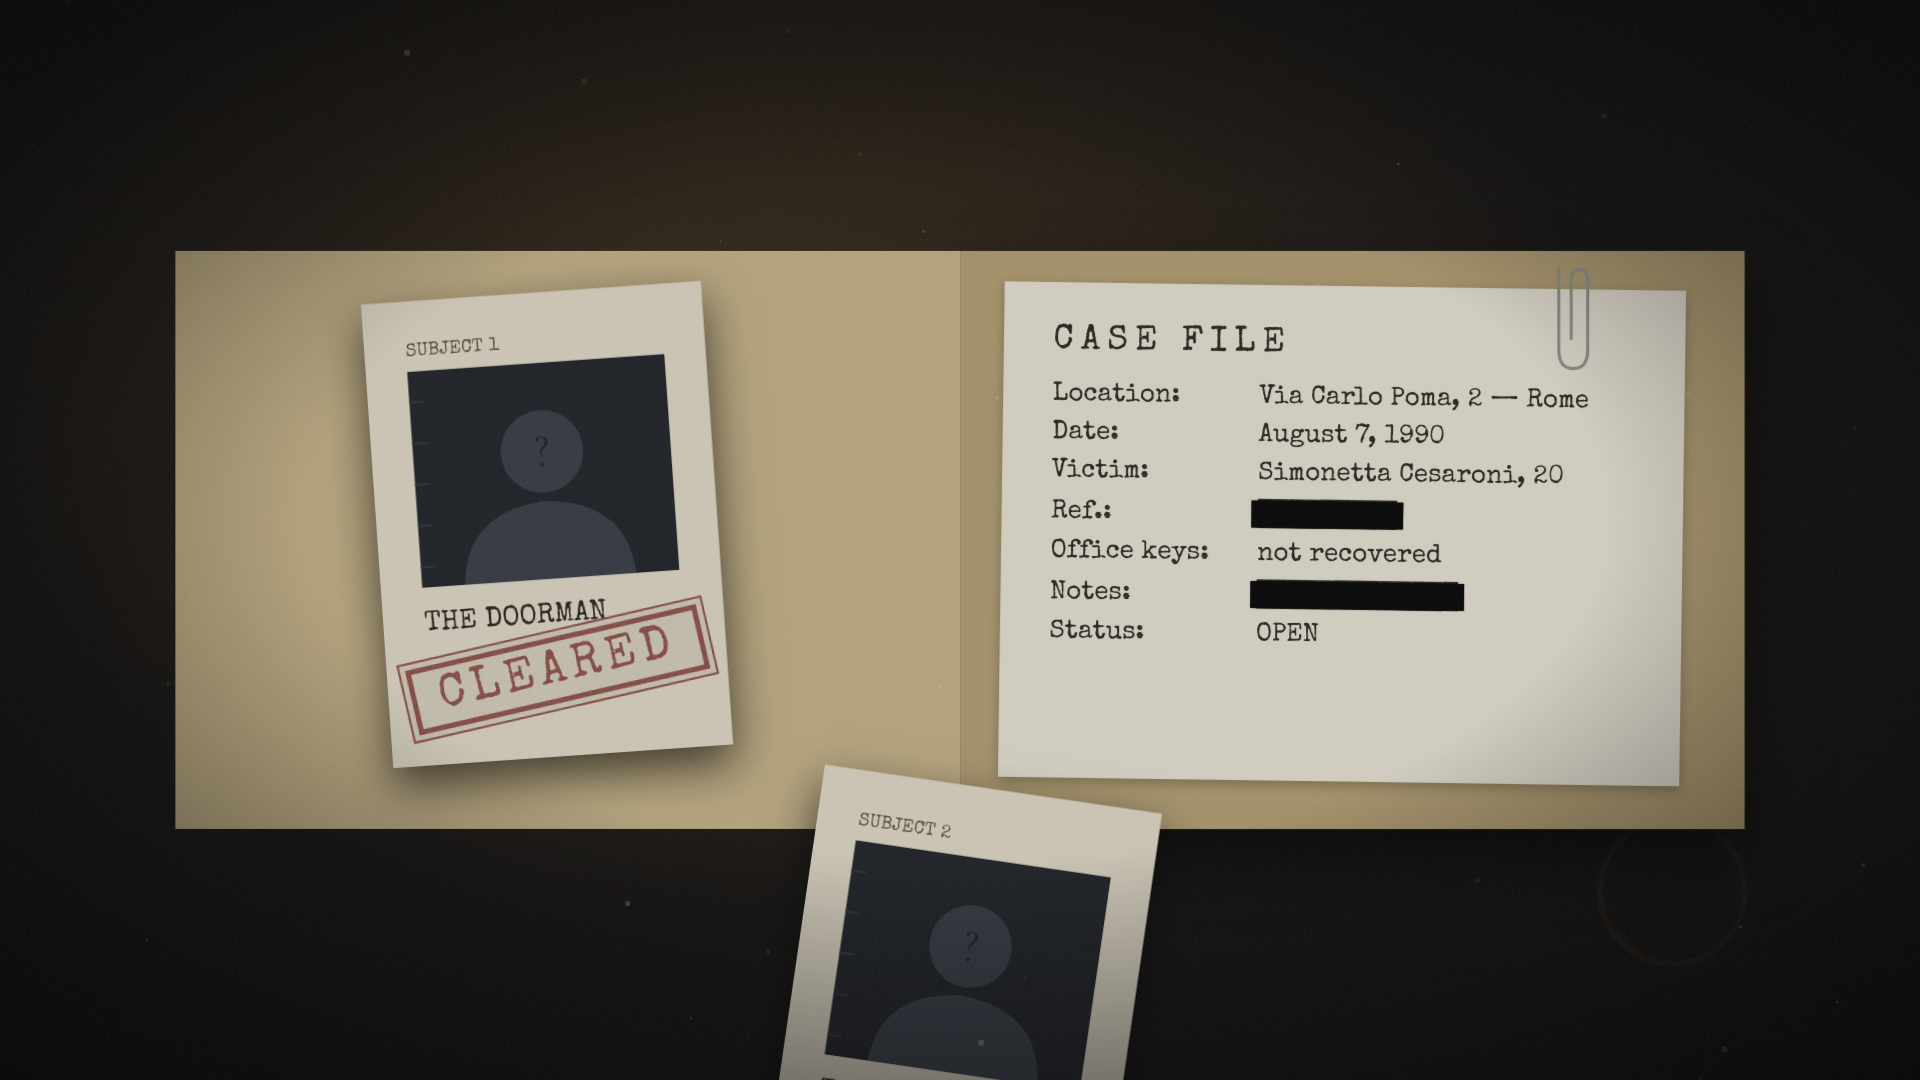 SUBJECT 1
?
THE DOORMAN
CLEARED
CASE FILE
Location: Via Carlo Poma, 2 — Rome
Date: August 7, 1990
Victim: Simonetta Cesaroni, 20
Ref.:
Office keys: not recovered
Notes:
Status: OPEN
SUBJECT 2
?